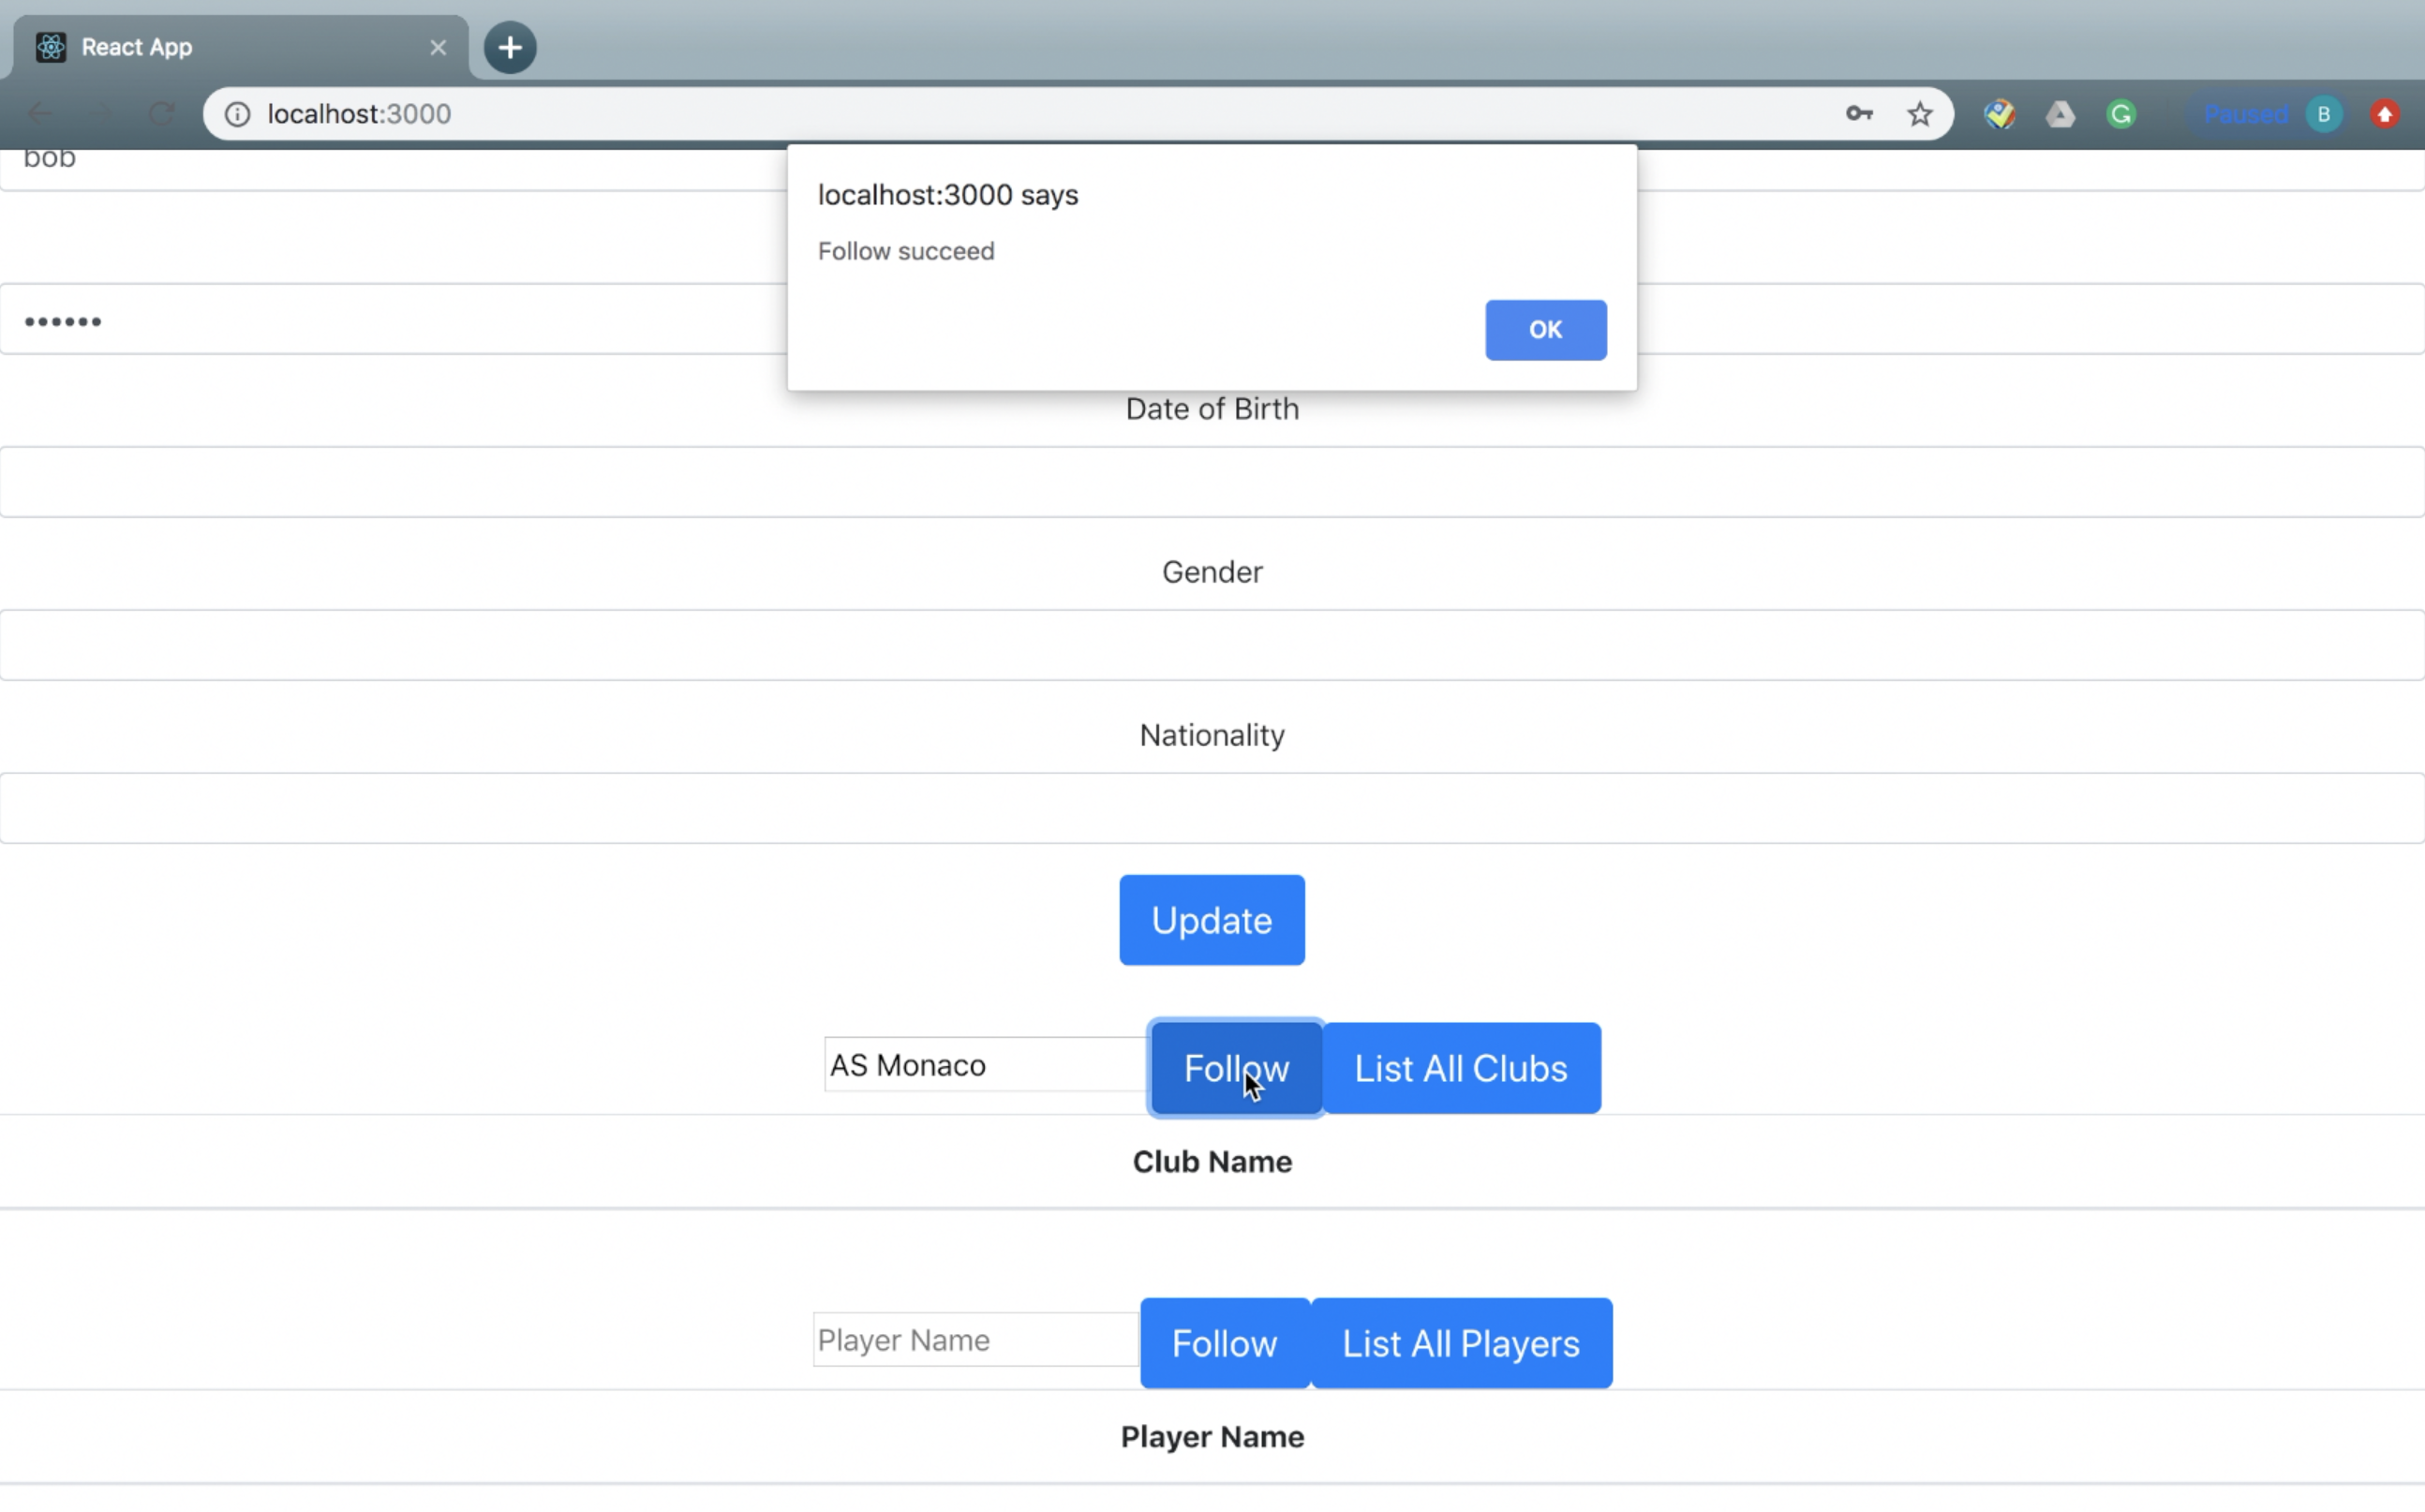 React App
localhost:3000
Paused B
bob
localhost:3000 says
Follow succeed
OK
••••••
Date of Birth
Gender
Nationality
Update
AS Monaco Follow List All Clubs
Club Name
Player Name Follow List All Players
Player Name